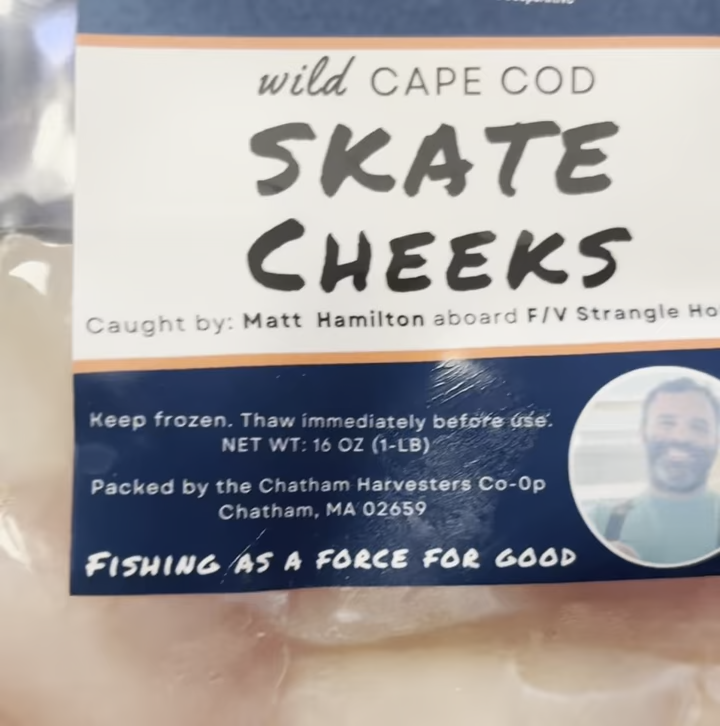 wild CAPE COD
SKATE
CHEEKS
Caught by: Matt Hamilton aboard F/V Strangle Ho
Keep frozen. Thaw immediately before use.
NET WT: 16 OZ (1-LB)
Packed by the Chatham Harvesters Co-Op
Chatham, MA 02659
FISHING AS A FORCE FOR GOOD